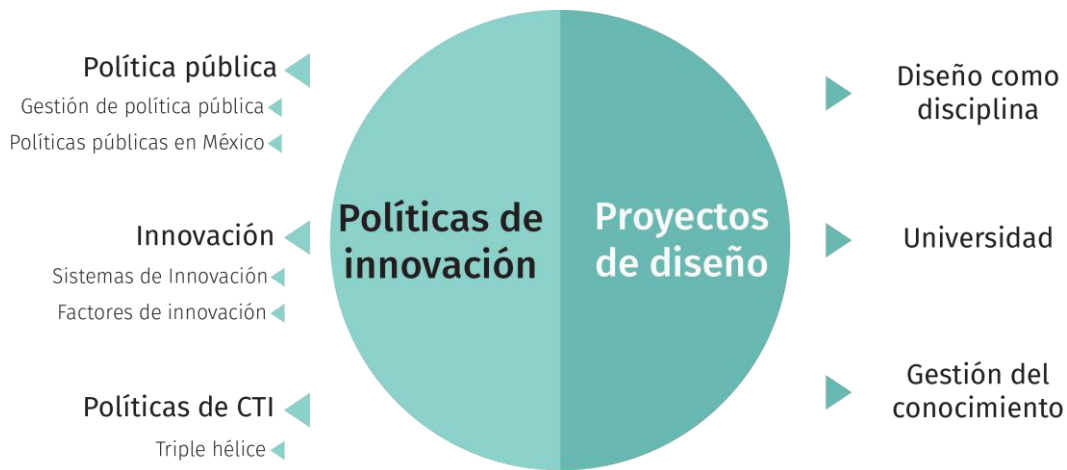 Política pública
Gestión de política pública
Políticas públicas en México
Innovación
Sistemas de Innovación
Factores de innovación
Políticas de CTI
Triple hélice
Políticas de
innovación
Proyectos
de diseño
Diseño como
disciplina
Universidad
Gestión del
conocimiento